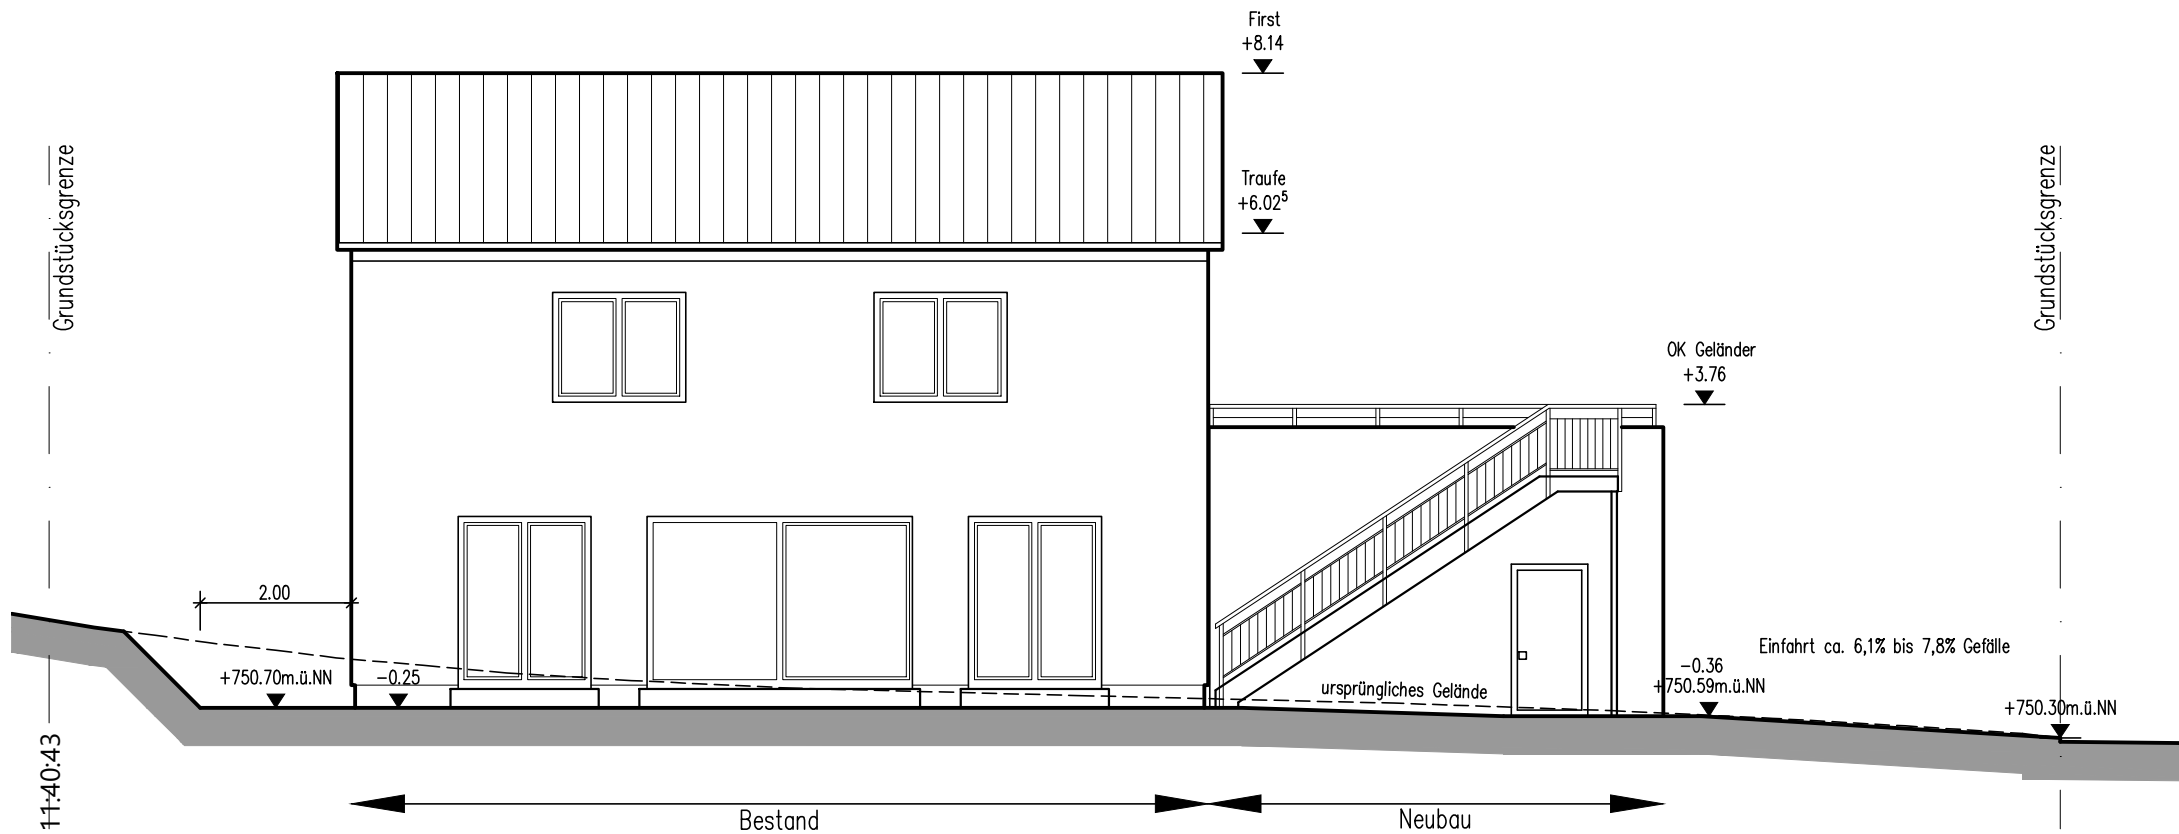 First
+8.14
Grundstücksgrenze
Grundstücksgrenze
Traufe
+6.02⁵
OK Geländer
+3.76
2.00
+750.70m.ü.NN
-0.25
ursprüngliches Gelände
-0.36
+750.59m.ü.NN
Einfahrt ca. 6,1% bis 7,8% Gefälle
+750.30m.ü.NN
11:40:43
Bestand
Neubau